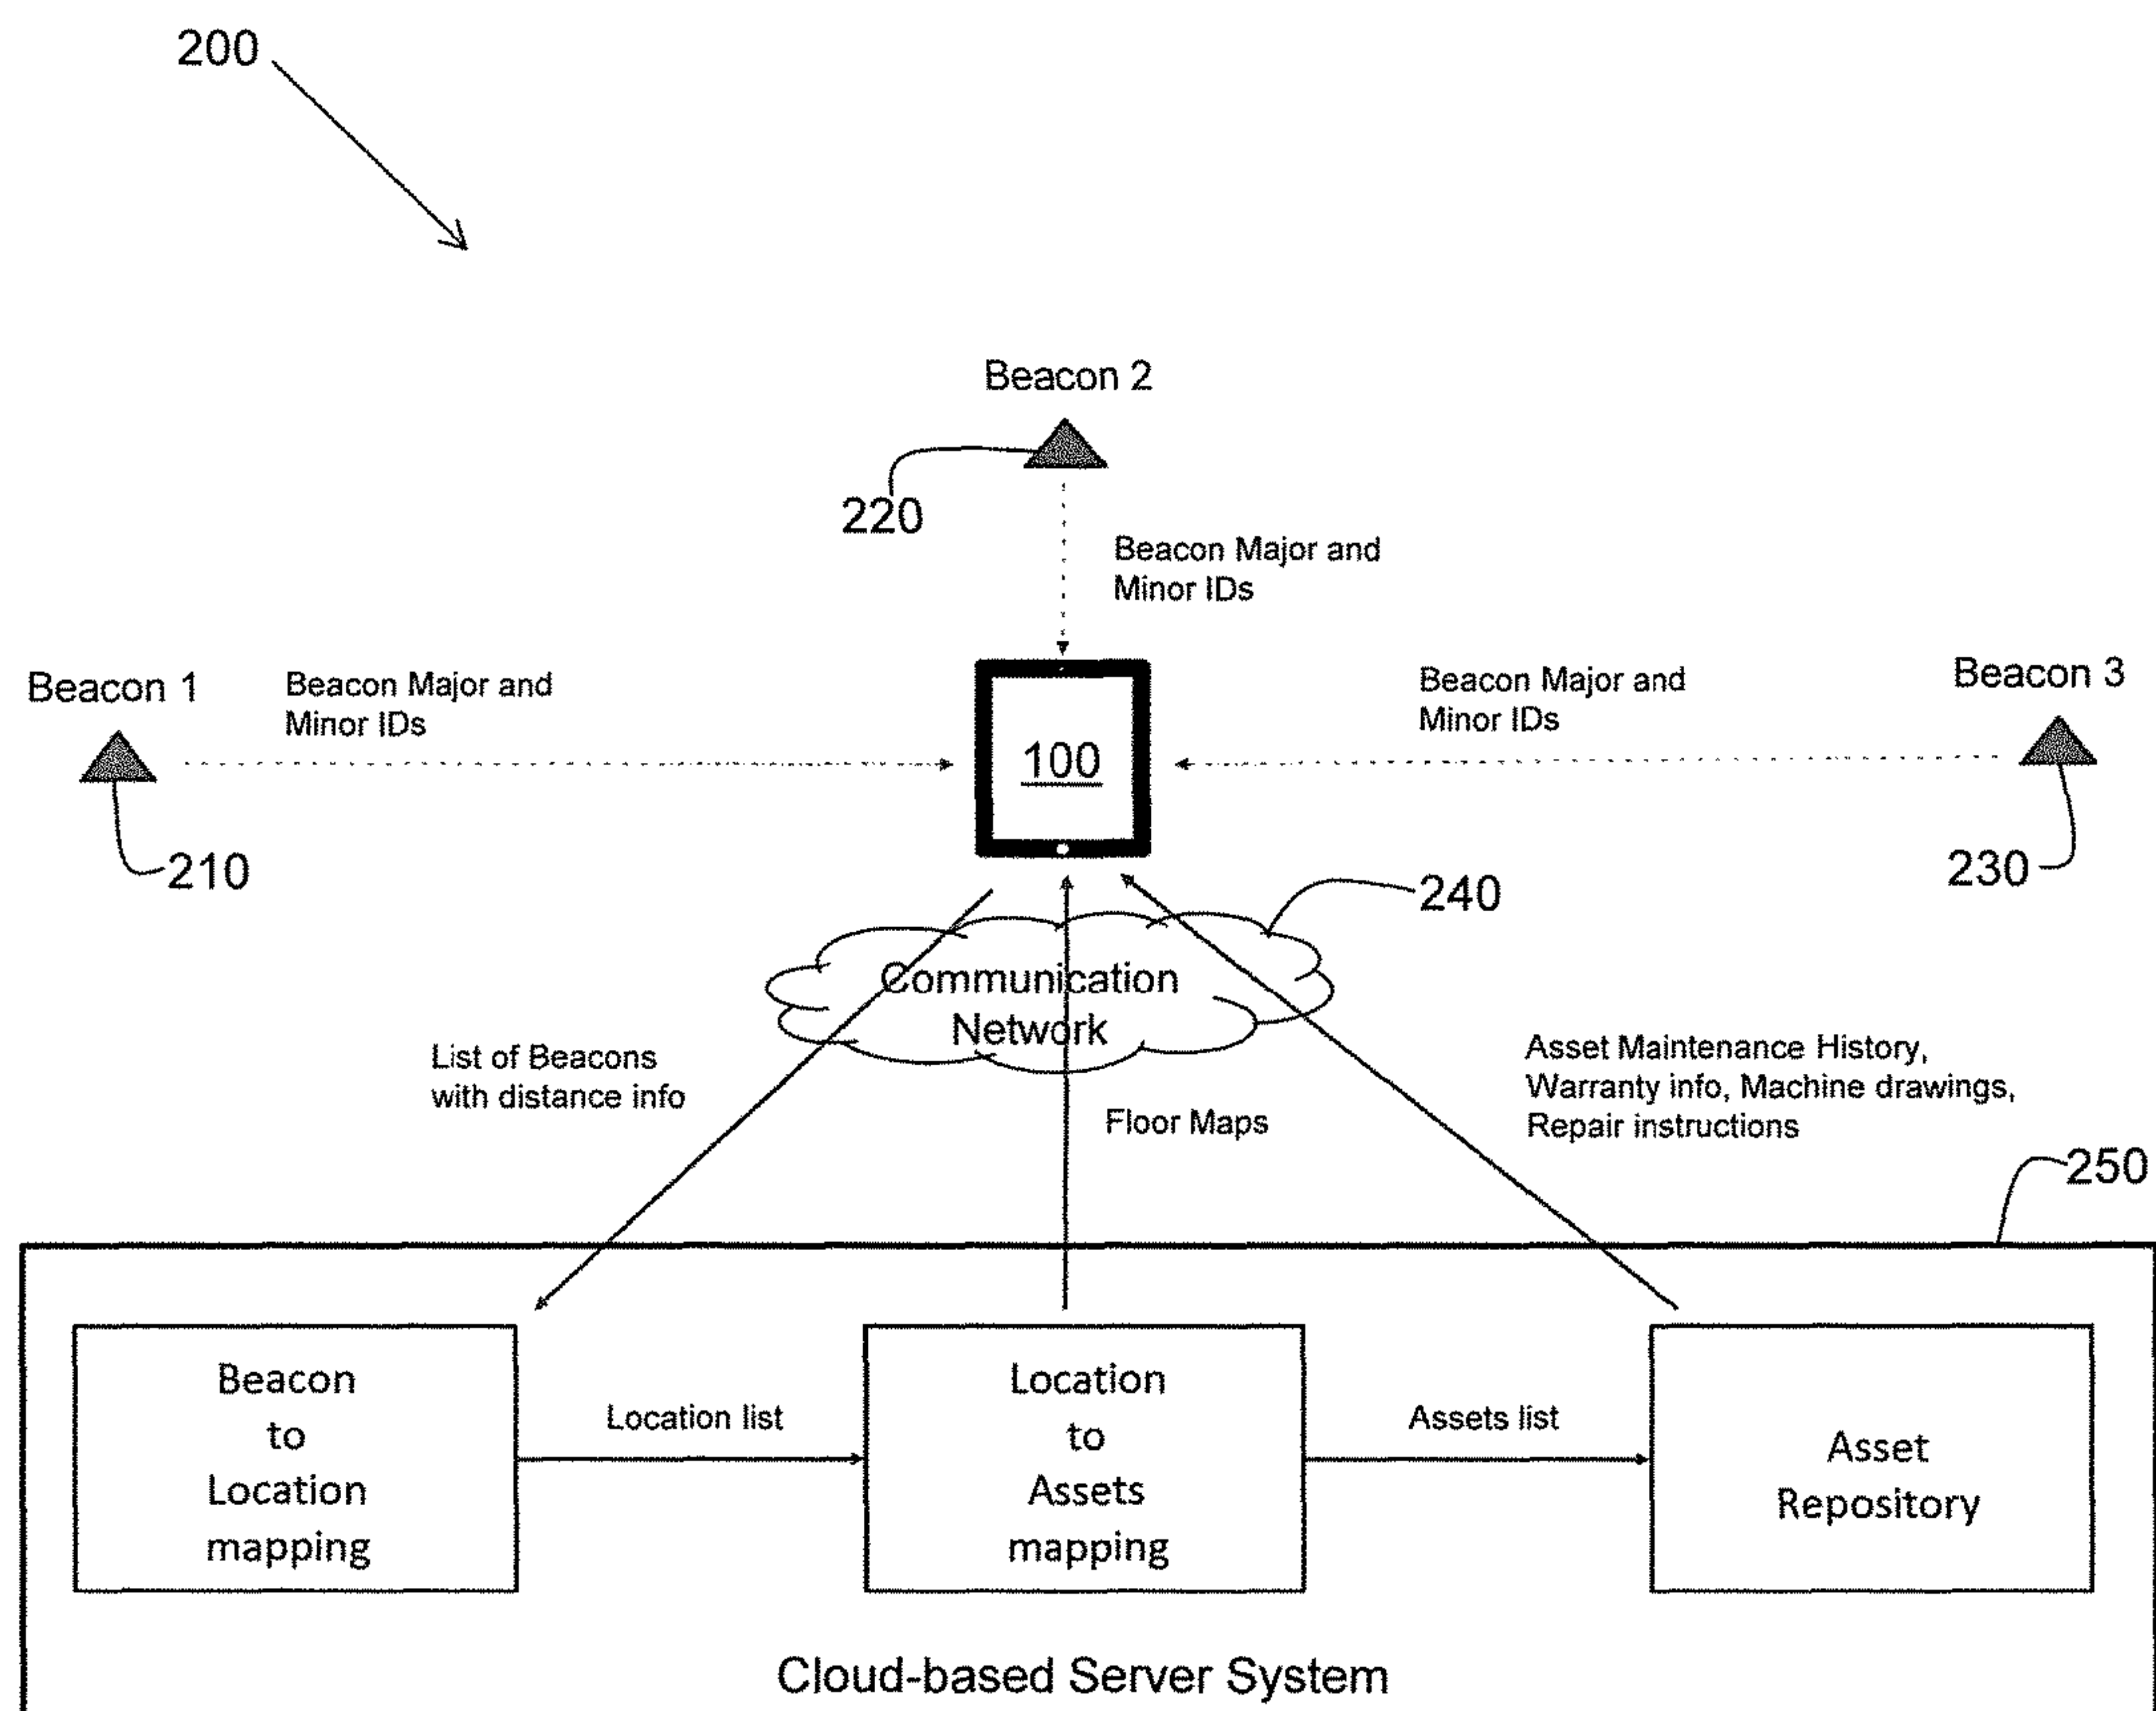 200
Beacon 2
220
Beacon Major and
Minor IDs
Beacon 1
Beacon Major and
Minor IDs
Beacon Major and
Minor IDs
Beacon 3
100
210
230
240
Communication
Network
List of Beacons
with distance info
Floor Maps
Asset Maintenance History,
Warranty info, Machine drawings,
Repair instructions
250
Beacon
to
Location
mapping
Location list
Location
to
Assets
mapping
Assets list
Asset
Repository
Cloud-based Server System